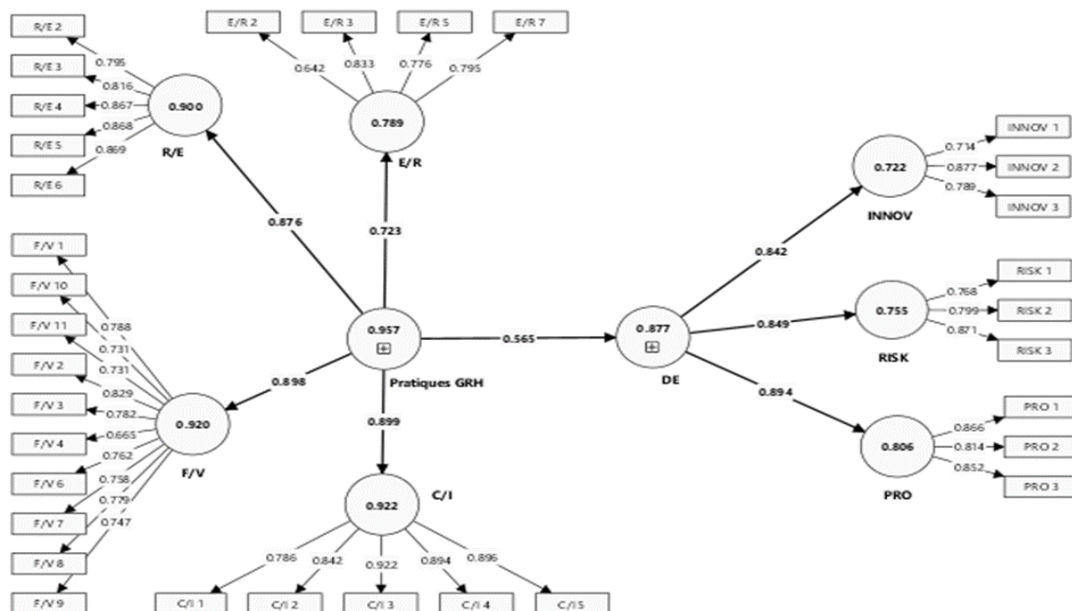 R/E 2
R/E 3
R/E 4
R/E 5
R/E 6
0.795
0.816
0.867
0.868
0.869
0.900
R/E
E/R 2
E/R 3
E/R 5
E/R 7
0.642
0.833
0.776
0.795
0.789
E/R
0.876
0.723
F/V 1
F/V 10
F/V 11
F/V 2
F/V 3
F/V 4
F/V 6
F/V 7
F/V 8
F/V 9
0.788
0.731
0.731
0.829
0.782
0.665
0.762
0.758
0.779
0.747
0.920
F/V
0.898
0.957
Pratiques GRH
0.565
0.899
C/I
0.922
0.786
0.842
0.922
0.894
0.896
C/I 1
C/I 2
C/I 3
C/I 4
C/I 5
0.877
DE
0.842
0.849
0.894
0.722
INNOV
0.714
0.877
0.789
INNOV 1
INNOV 2
INNOV 3
0.755
RISK
0.768
0.799
0.871
RISK 1
RISK 2
RISK 3
0.806
PRO
0.866
0.814
0.852
PRO 1
PRO 2
PRO 3